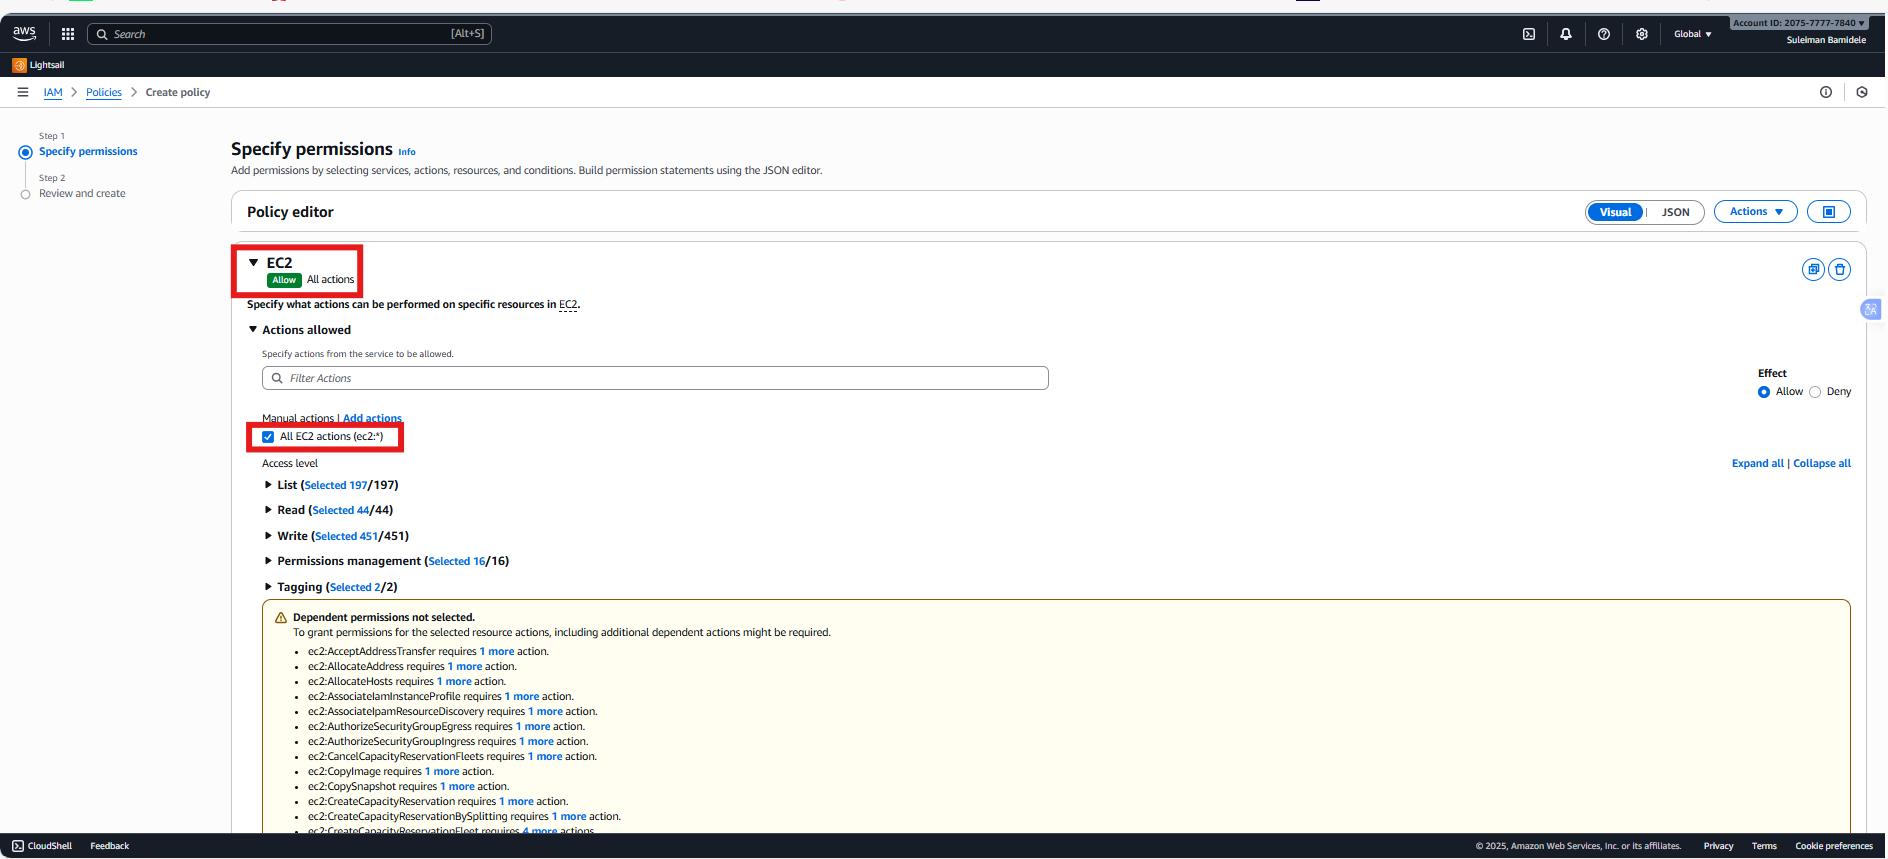 aws
Search
[Alt+S]
Global
Account ID: 2075-7777-7840
Suleiman Bamidele
Lightsail
IAM > Policies > Create policy
Step 1
Specify permissions
Step 2
Review and create
Specify permissions Info
Add permissions by selecting services, actions, resources, and conditions. Build permission statements using the JSON editor.
Policy editor
Visual
JSON
Actions
EC2
Allow All actions
Specify what actions can be performed on specific resources in EC2.
Actions allowed
Specify actions from the service to be allowed.
Filter Actions
Effect
Allow Deny
Manual actions | Add actions
All EC2 actions (ec2:*)
Access level
Expand all | Collapse all
List (Selected 197/197)
Read (Selected 44/44)
Write (Selected 451/451)
Permissions management (Selected 16/16)
Tagging (Selected 2/2)
Dependent permissions not selected.
To grant permissions for the selected resource actions, including additional dependent actions might be required.
ec2:AcceptAddressTransfer requires 1 more action.
ec2:AllocateAddress requires 1 more action.
ec2:AllocateHosts requires 1 more action.
ec2:AssociateIamInstanceProfile requires 1 more action.
ec2:AssociateIpamResourceDiscovery requires 1 more action.
ec2:AuthorizeSecurityGroupEgress requires 1 more action.
ec2:AuthorizeSecurityGroupIngress requires 1 more action.
ec2:CancelCapacityReservationFleets requires 1 more action.
ec2:CopyImage requires 1 more action.
ec2:CopySnapshot requires 1 more action.
ec2:CreateCapacityReservation requires 1 more action.
ec2:CreateCapacityReservationBySplitting requires 1 more action.
ec2:CreateCapacityReservationFleet requires 4 more actions.
CloudShell
Feedback
© 2025, Amazon Web Services, Inc. or its affiliates.
Privacy
Terms
Cookie preferences